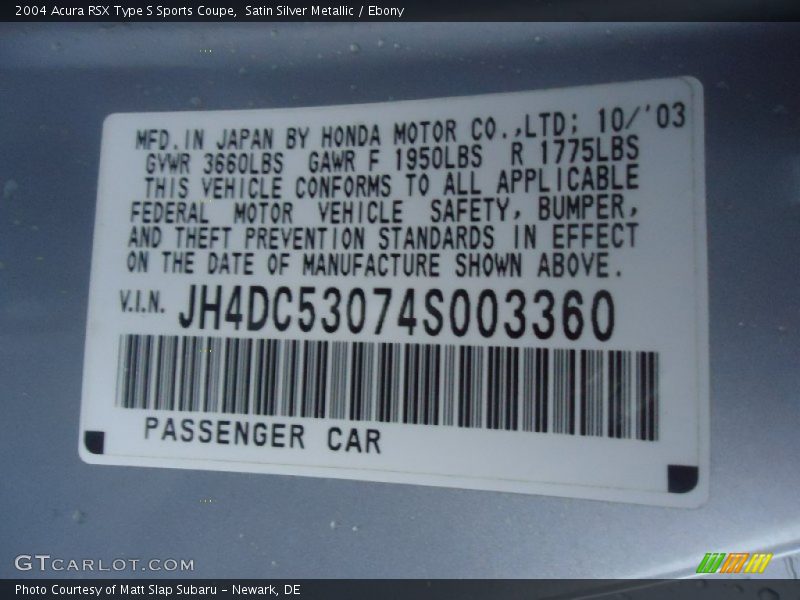 2004 Acura RSX Type S Sports Coupe,  Satin Silver Metallic / Ebony
MFD.IN JAPAN BY HONDA MOTOR CO.,LTD; 10/'03
GVWR 3660LBS  GAWR F 1950LBS  R 1775LBS
THIS VEHICLE CONFORMS TO ALL APPLICABLE
FEDERAL MOTOR VEHICLE SAFETY, BUMPER,
AND THEFT PREVENTION STANDARDS IN EFFECT
ON THE DATE OF MANUFACTURE SHOWN ABOVE.
V.I.N. JH4DC53074S003360
PASSENGER CAR
GTCARLOT.COM
Photo Courtesy of Matt Slap Subaru - Newark, DE